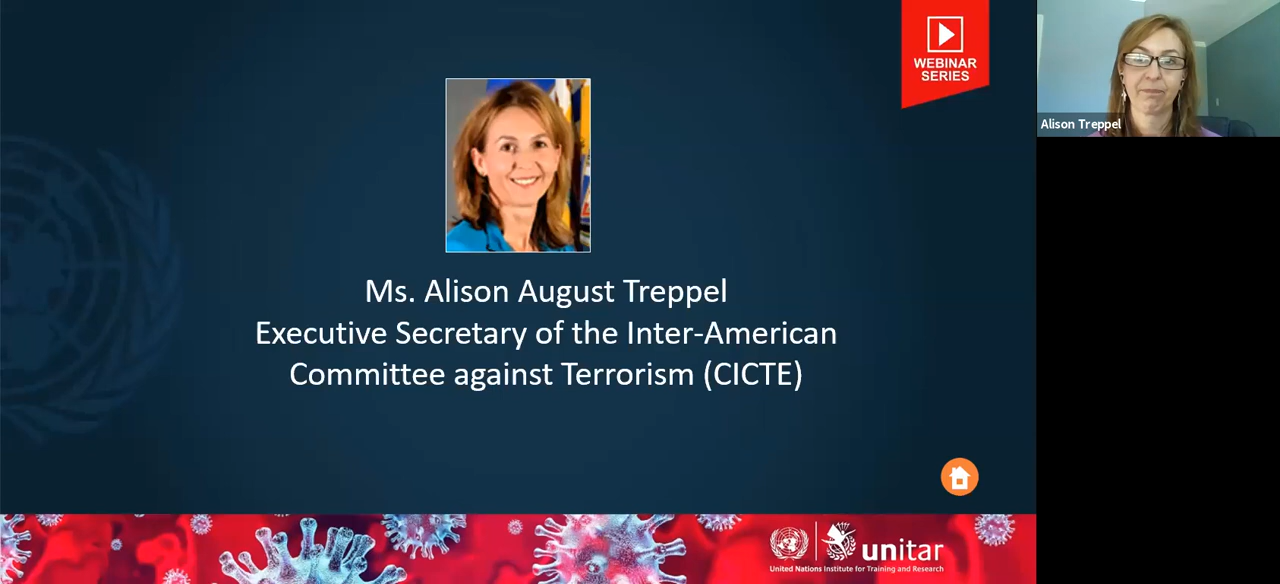 WEBINAR
SERIES
Alison Treppel
Ms. Alison August Treppel
Executive Secretary of the Inter-American
Committee against Terrorism (CICTE)
unitar
United Nations Institute for Training and Research